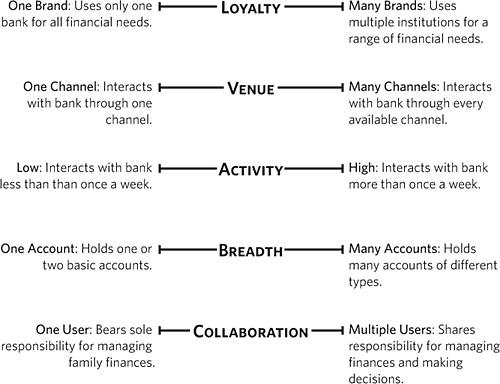 One Brand: Uses only one
bank for all financial needs.
LOYALTY
Many Brands: Uses
multiple institutions for a
range of financial needs.
One Channel: Interacts
with bank through one
channel.
VENUE
Many Channels: Interacts
with bank through every
available channel.
Low: Interacts with bank
less than than once a week.
ACTIVITY
High: Interacts with bank
more than once a week.
One Account: Holds one or
two basic accounts.
BREADTH
Many Accounts: Holds
many accounts of different
types.
One User: Bears sole
responsibility for managing
family finances.
COLLABORATION
Multiple Users: Shares
responsibility for managing
finances and making
decisions.